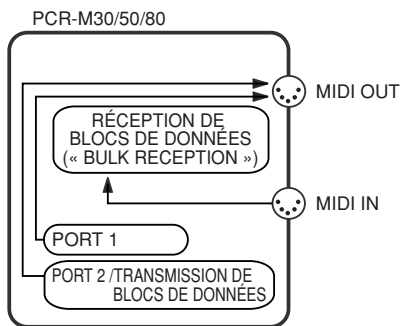 PCR-M30/50/80
MIDI OUT
RÉCEPTION DE
BLOCS DE DONNÉES
(« BULK RECEPTION »)
MIDI IN
PORT 1
PORT 2 /TRANSMISSION DE
BLOCS DE DONNÉES